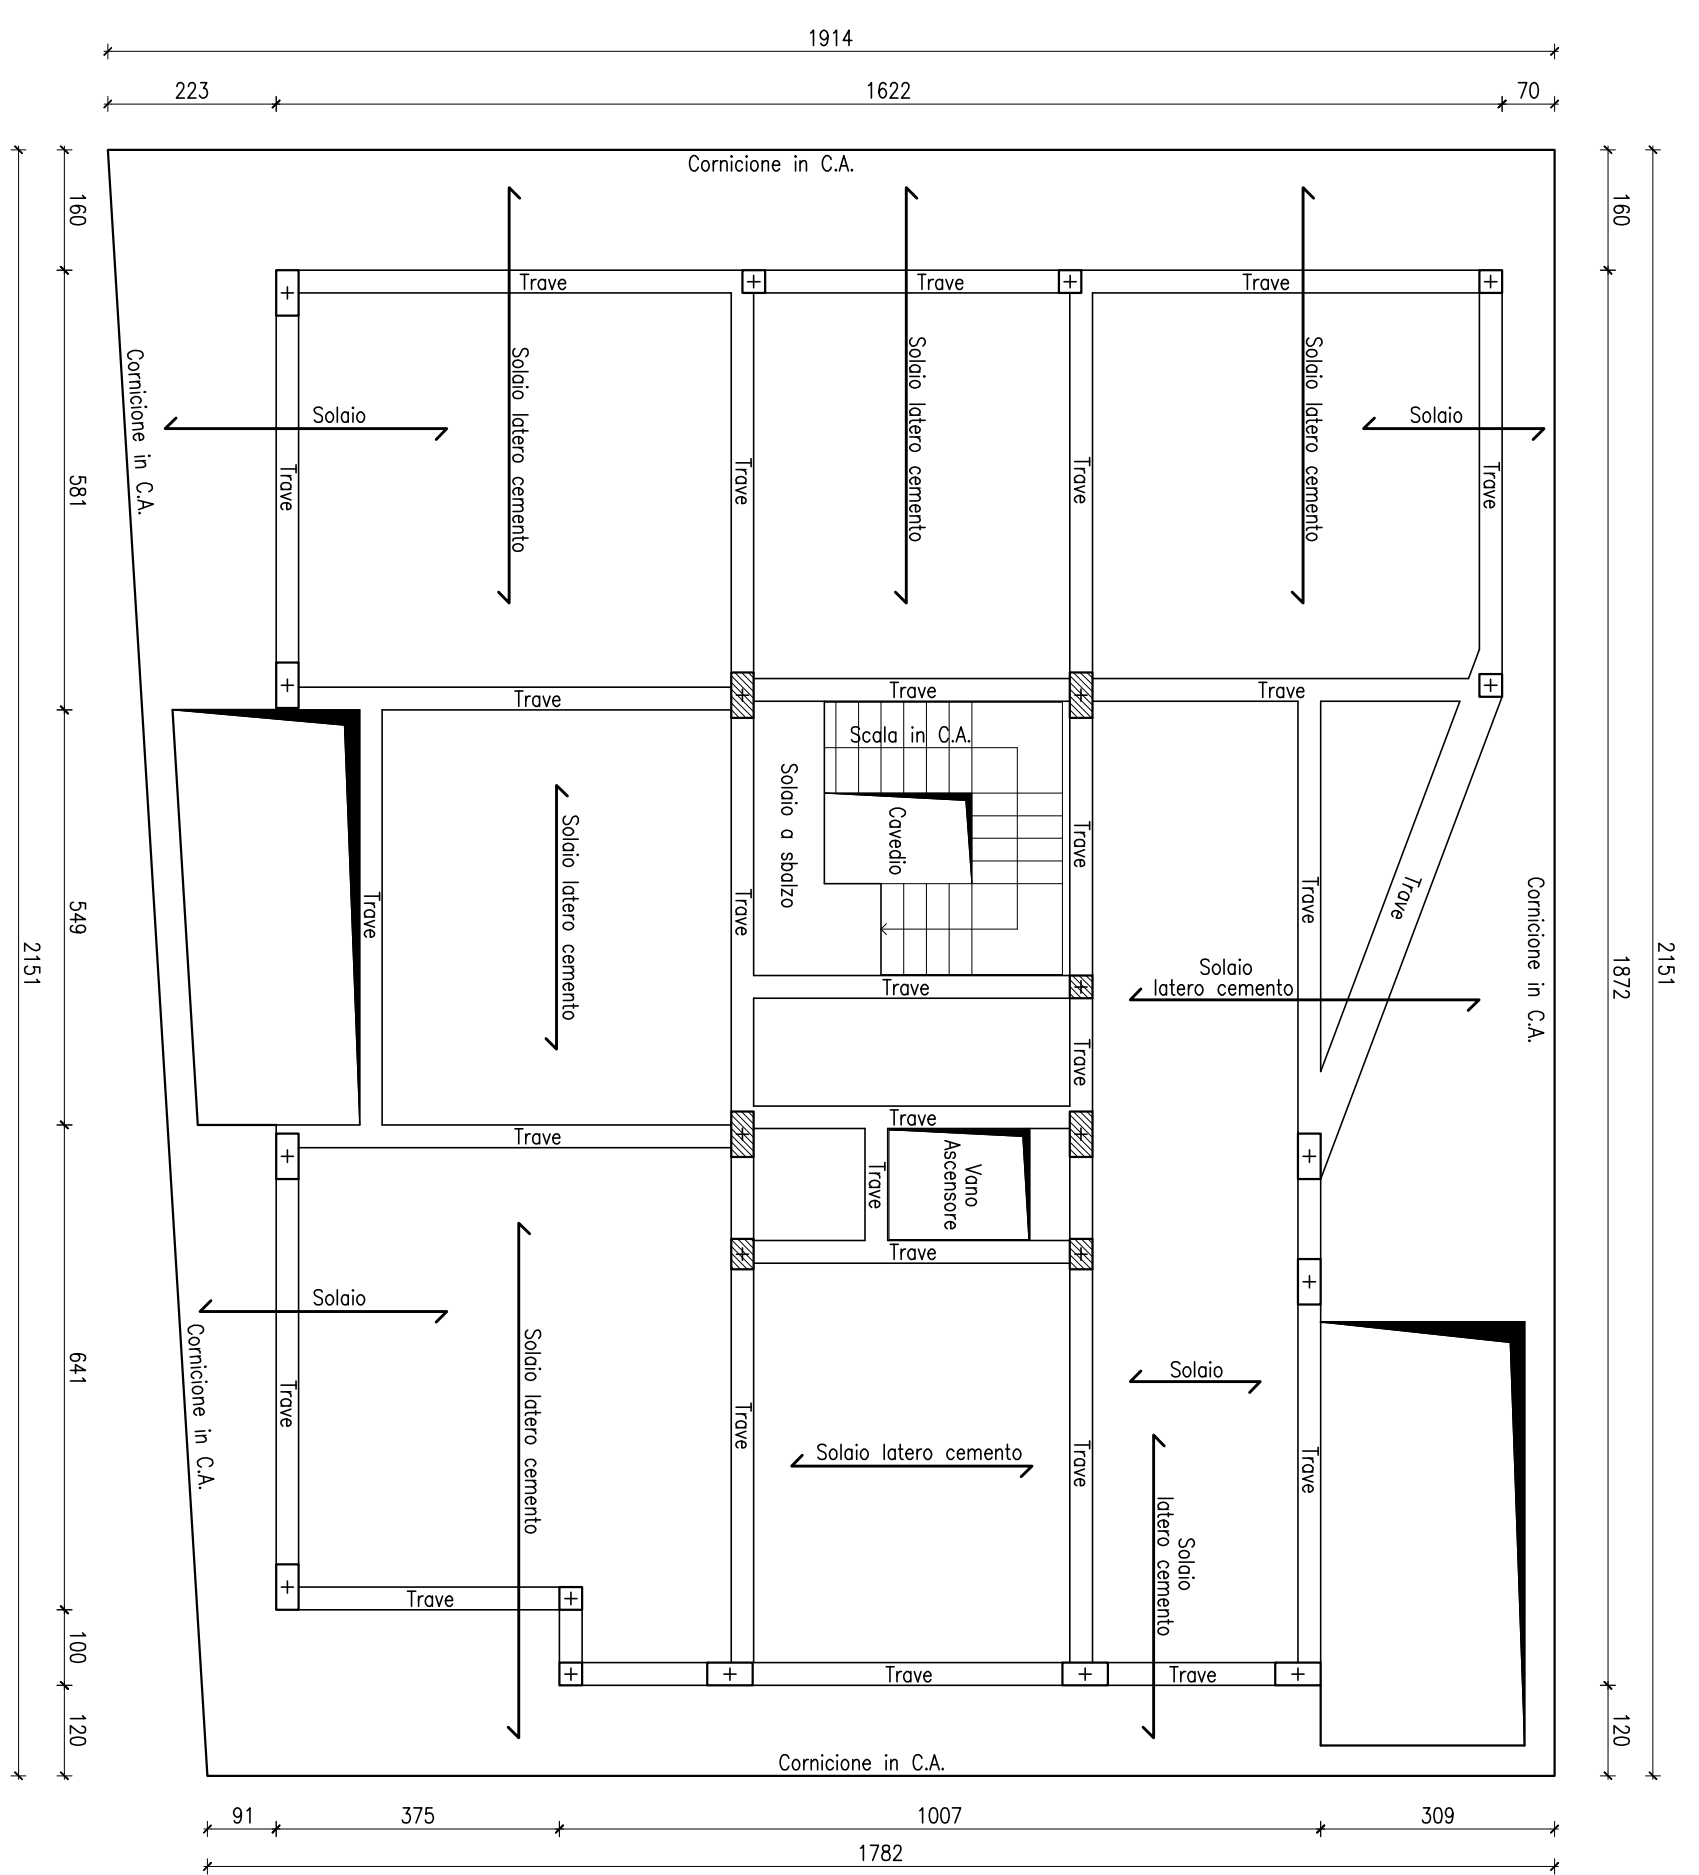 1914
223
1622
70
Cornicione in C.A.
160
160
Trave
Trave
Trave
Solaio latero cemento
Solaio latero cemento
Solaio latero cemento
Cornicione in C.A.
Solaio
Solaio
Trave
Trave
Trave
Trave
581
Trave
Trave
Trave
Trave
Scala in C.A.
Solaio a sbalzo
Cavedio
Solaio latero cemento
Trave
Trave
Trave
Trave
Trave
Cornicione in C.A.
549
2151
1872
2151
Solaio
latero cemento
Trave
Trave
Trave
Trave
Vano
Ascensore
Trave
Trave
Solaio
Cornicione in C.A.
Solaio latero cemento
641
Trave
Trave
Solaio
Solaio latero cemento
Trave
Trave
Solaio
latero cemento
Trave
Trave
Trave
100
120
120
Cornicione in C.A.
91
375
1007
309
1782